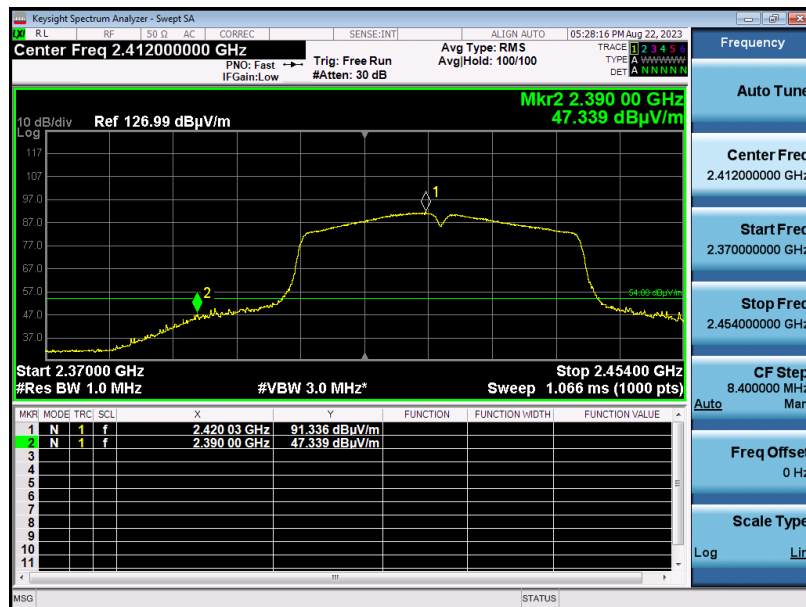 Keysight Spectrum Analyzer - Swept SA
LXI RL RF 50 Ω AC CORREC SENSE:INT ALIGN AUTO 05:28:16 PM Aug 22, 2023
Center Freq 2.412000000 GHz
PNO: Fast
IFGain:Low
Trig: Free Run
#Atten: 30 dB
Avg Type: RMS
Avg|Hold: 100/100
TRACE 1 2 3 4 5 6
TYPE A WWWWW
DET A N N N N N
Mkr2 2.390 00 GHz
47.339 dBµV/m
10 dB/div Ref 126.99 dBµV/m
Log
117
107
97.0
87.0
77.0
67.0
57.0
47.0
37.0
1
2
54.00 dBµV/m
Start 2.37000 GHz Stop 2.45400 GHz
#Res BW 1.0 MHz #VBW 3.0 MHz* Sweep 1.066 ms (1000 pts)
MKR MODE TRC SCL X Y FUNCTION FUNCTION WIDTH FUNCTION VALUE
1 N 1 f 2.420 03 GHz 91.336 dBµV/m
2 N 1 f 2.390 00 GHz 47.339 dBµV/m
3
4
5
6
7
8
9
10
11
MSG STATUS
Frequency
Auto Tune
Center Freq
2.412000000 GHz
Start Freq
2.370000000 GHz
Stop Freq
2.454000000 GHz
CF Step
8.400000 MHz
Auto Man
Freq Offset
0 Hz
Scale Type
Log Lin